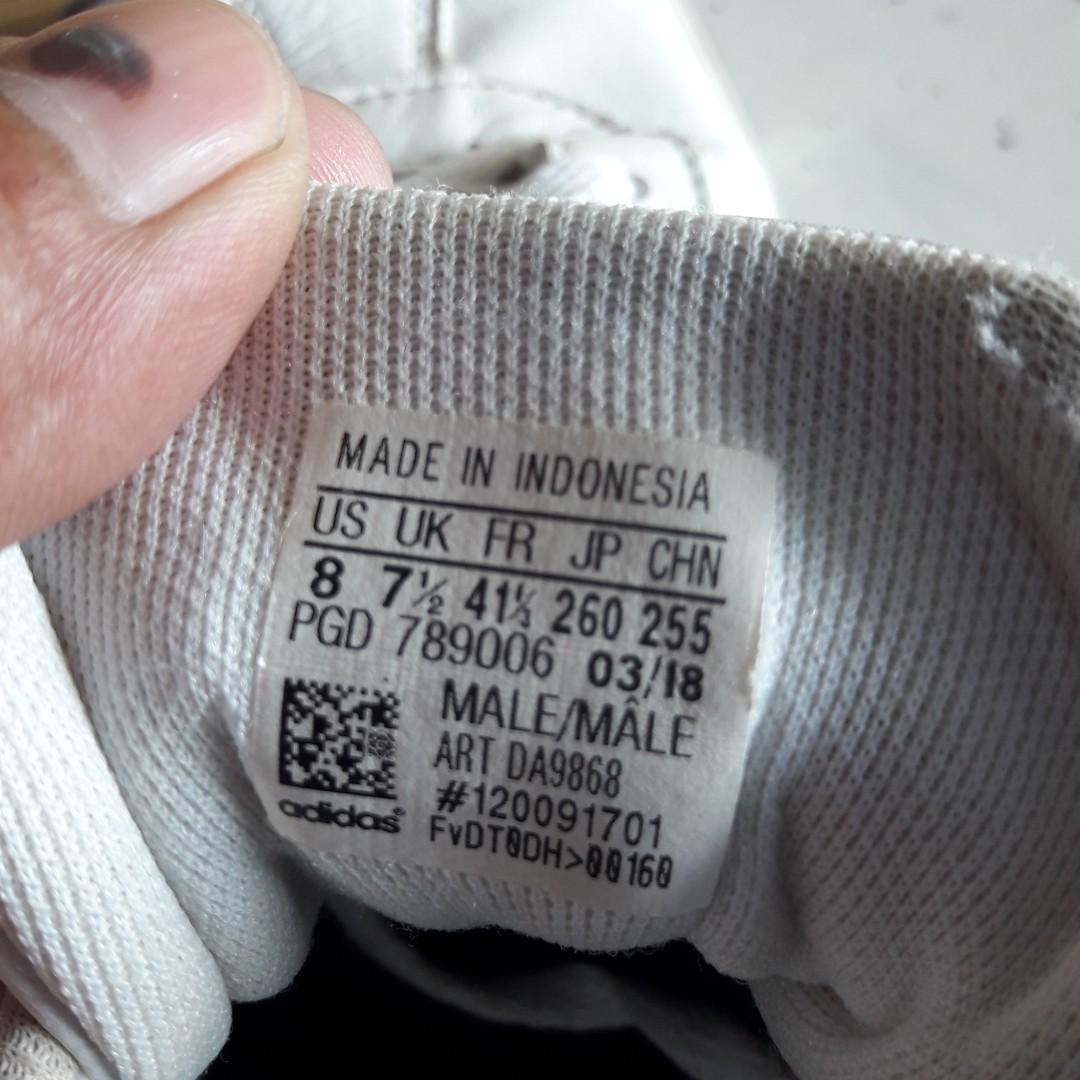 MADE IN INDONESIA
US UK FR JP CHN
8 7½ 41⅓ 260 255
PGD 789006 03/18
MALE/MÂLE
ART DA9868
#120091701
adidas®
FvDT0DH>00160